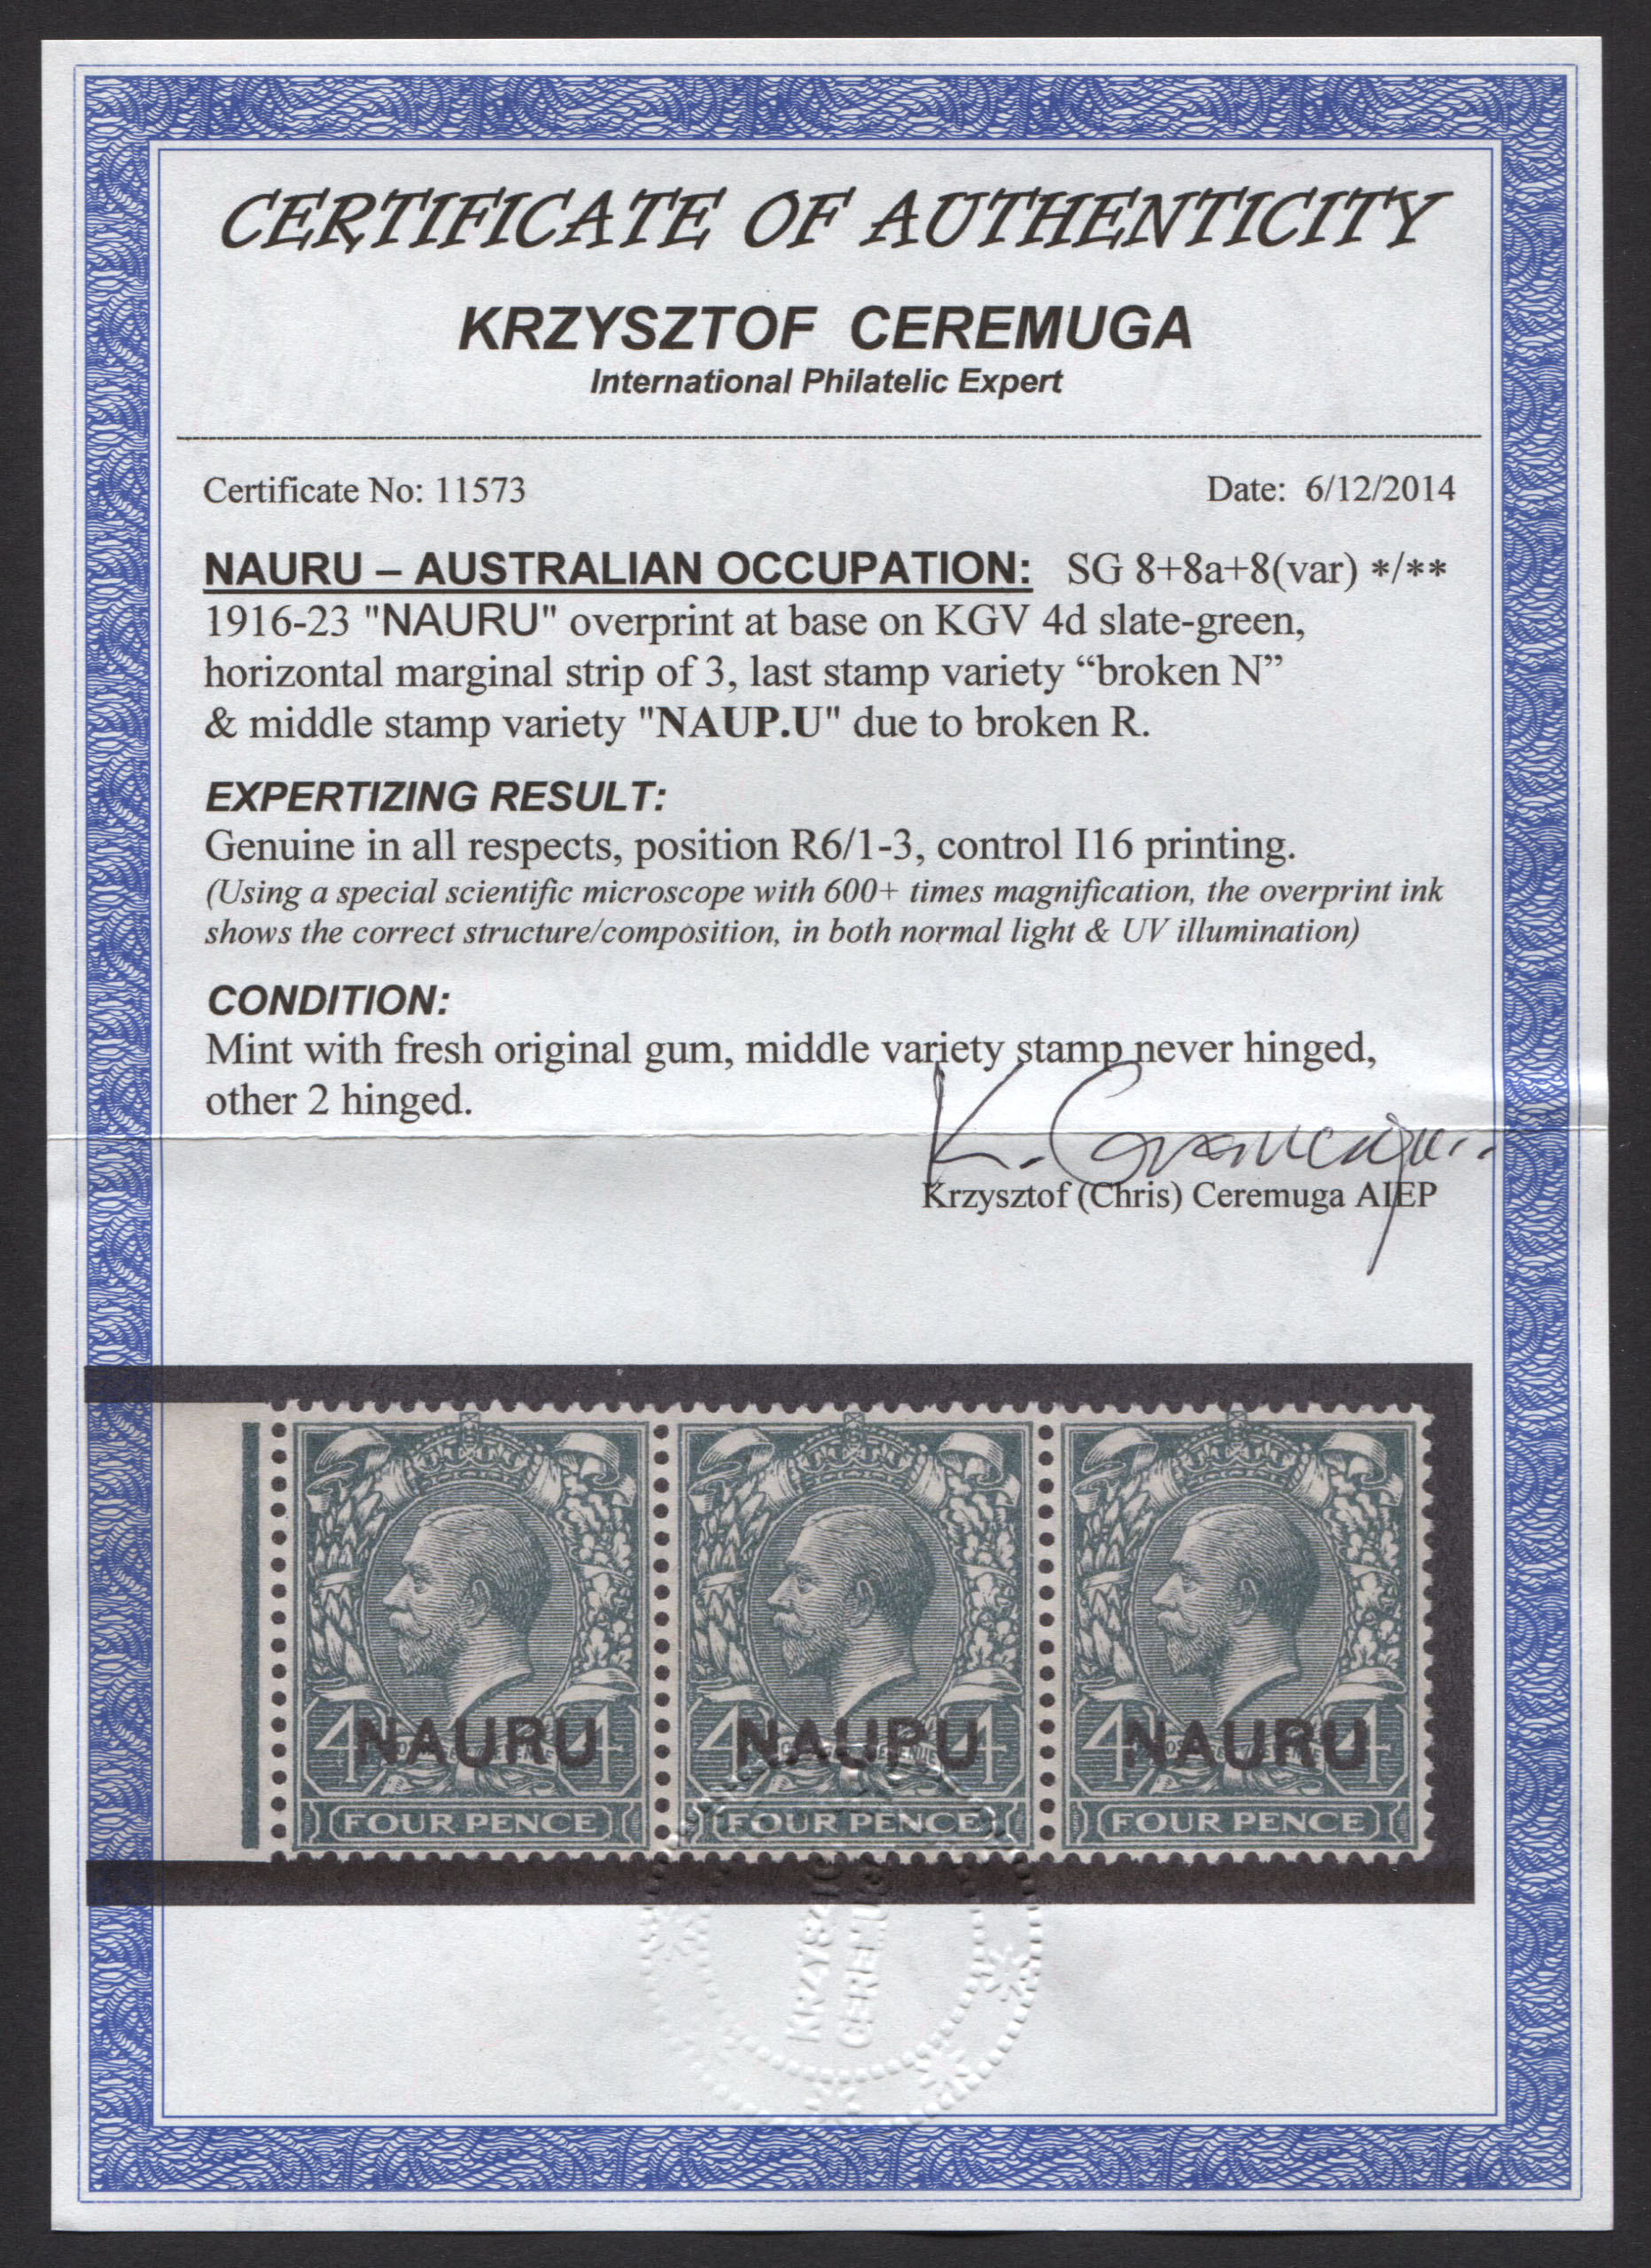 CERTIFICATE OF AUTHENTICITY
KRZYSZTOF CEREMUGA
International Philatelic Expert
Certificate No: 11573 Date: 6/12/2014
NAURU – AUSTRALIAN OCCUPATION: SG 8+8a+8(var) */**
1916-23 "NAURU" overprint at base on KGV 4d slate-green,
horizontal marginal strip of 3, last stamp variety “broken N”
& middle stamp variety "NAUP.U" due to broken R.
EXPERTIZING RESULT:
Genuine in all respects, position R6/1-3, control I16 printing.
(Using a special scientific microscope with 600+ times magnification, the overprint ink
shows the correct structure/composition, in both normal light & UV illumination)
CONDITION:
Mint with fresh original gum, middle variety stamp never hinged,
other 2 hinged.
K. Ceremuga
Krzysztof (Chris) Ceremuga AIEP
4 NAURU 4 4 NAUP.U 4 4 NAURU 4
FOUR PENCE FOUR PENCE FOUR PENCE
KRZYSZTOF
CEREMUGA